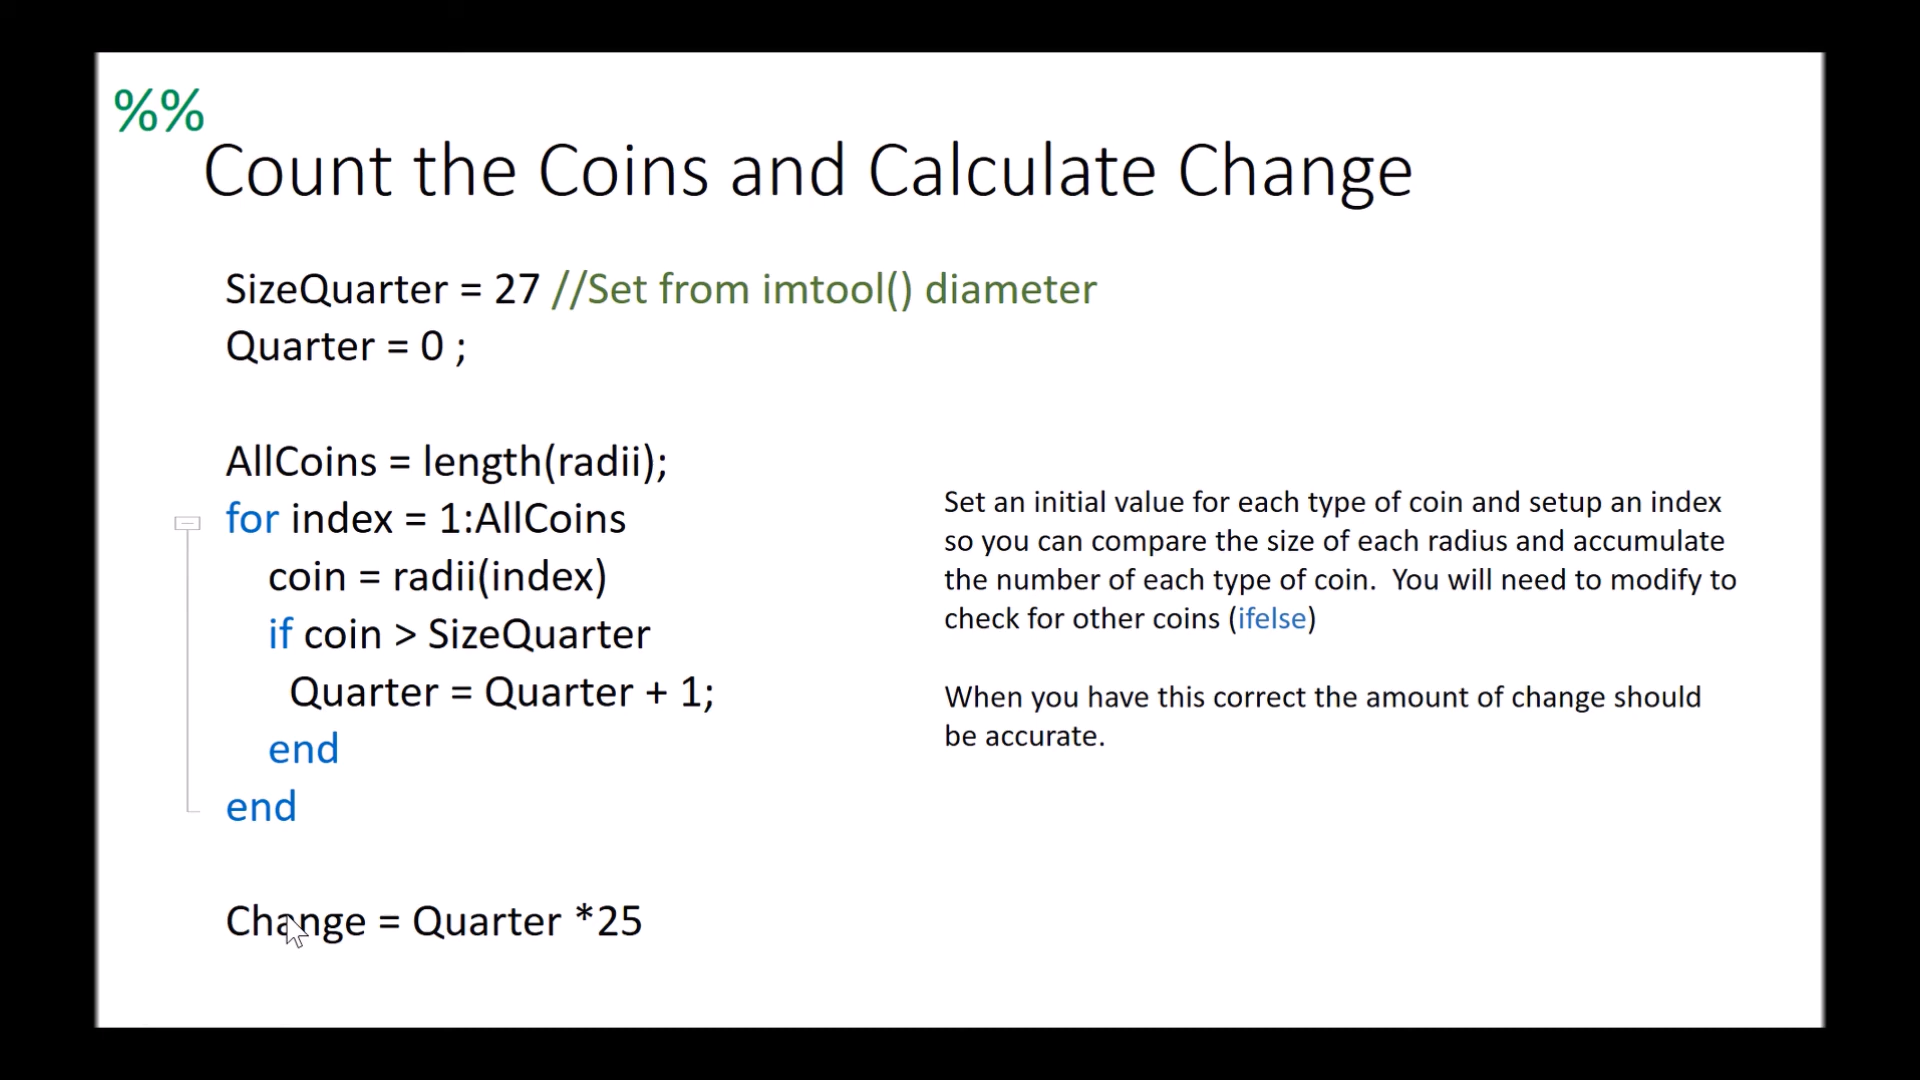 %%
Count the Coins and Calculate Change
SizeQuarter = 27 //Set from imtool() diameter
Quarter = 0 ;
AllCoins = length(radii);
for index = 1:AllCoins
coin = radii(index)
if coin > SizeQuarter
Quarter = Quarter + 1;
end
end
Change = Quarter *25
Set an initial value for each type of coin and setup an index
so you can compare the size of each radius and accumulate
the number of each type of coin.  You will need to modify to
check for other coins (ifelse)
When you have this correct the amount of change should
be accurate.